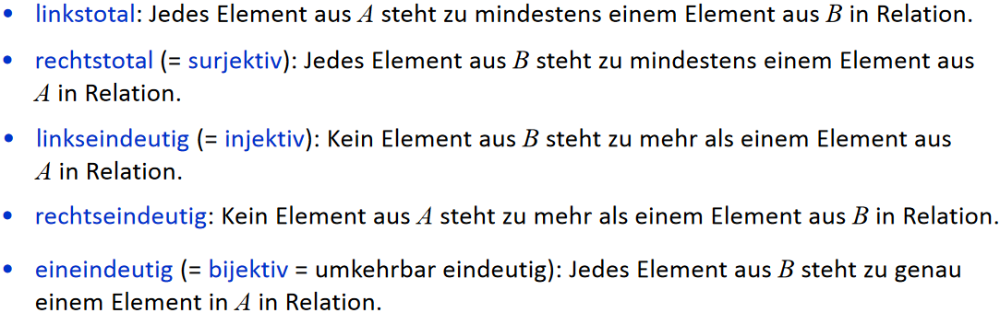 • linkstotal: Jedes Element aus A steht zu mindestens einem Element aus B in Relation.
• rechtstotal (= surjektiv): Jedes Element aus B steht zu mindestens einem Element aus
A in Relation.
• linkseindeutig (= injektiv): Kein Element aus B steht zu mehr als einem Element aus
A in Relation.
• rechtseindeutig: Kein Element aus A steht zu mehr als einem Element aus B in Relation.
• eineindeutig (= bijektiv = umkehrbar eindeutig): Jedes Element aus B steht zu genau
einem Element in A in Relation.